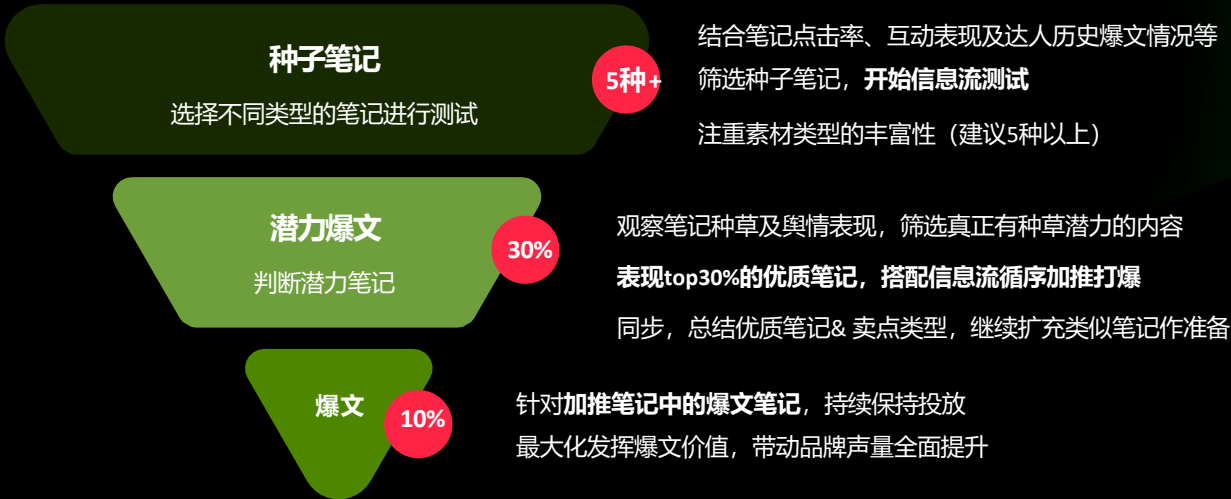 种子笔记
选择不同类型的笔记进行测试
5种+
结合笔记点击率、互动表现及达人历史爆文情况等
筛选种子笔记，开始信息流测试
注重素材类型的丰富性（建议5种以上）
潜力爆文
判断潜力笔记
30%
观察笔记种草及舆情表现，筛选真正有种草潜力的内容
表现top30%的优质笔记，搭配信息流循序加推打爆
同步，总结优质笔记& 卖点类型，继续扩充类似笔记作准备
爆文
10%
针对加推笔记中的爆文笔记，持续保持投放
最大化发挥爆文价值，带动品牌声量全面提升